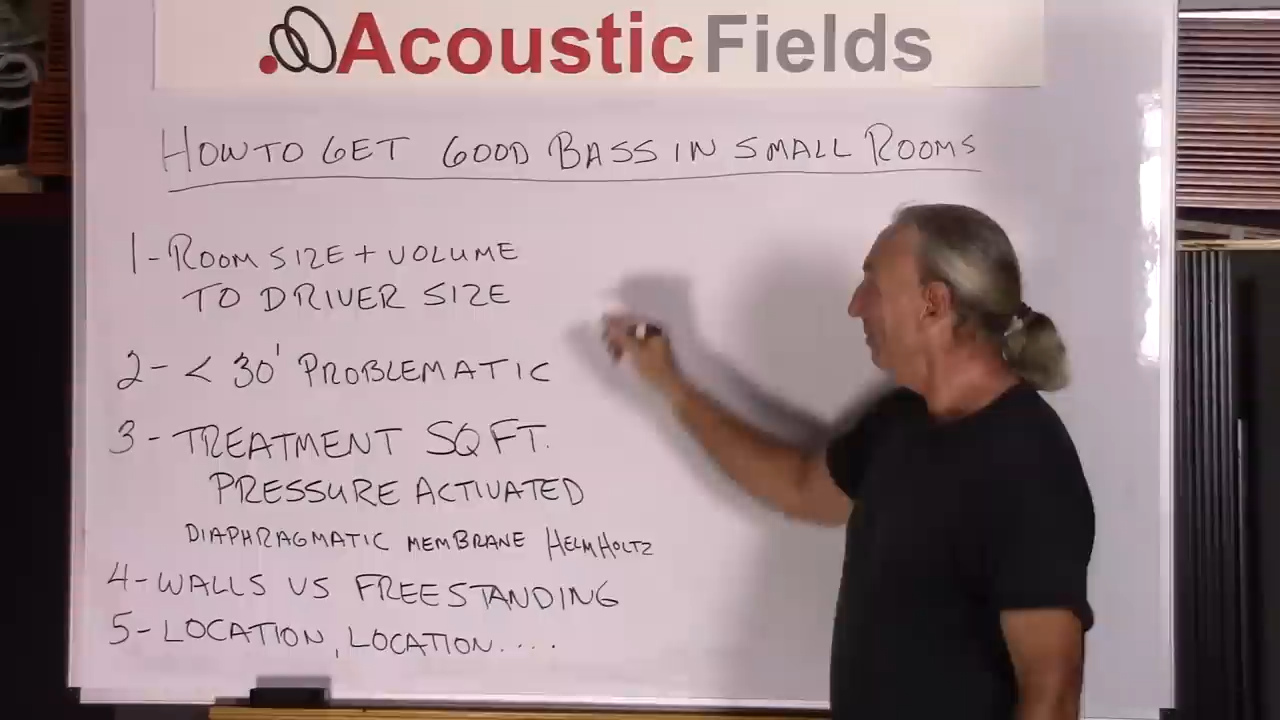 AcousticFields
HOW TO GET GOOD BASS IN SMALL ROOMS
1- ROOM SIZE + VOLUME
TO DRIVER SIZE
2- < 30' PROBLEMATIC
3- TREATMENT SQ FT.
PRESSURE ACTIVATED
DIAPHRAGMATIC MEMBRANE HELMHOLTZ
4- WALLS VS FREESTANDING
5- LOCATION, LOCATION....